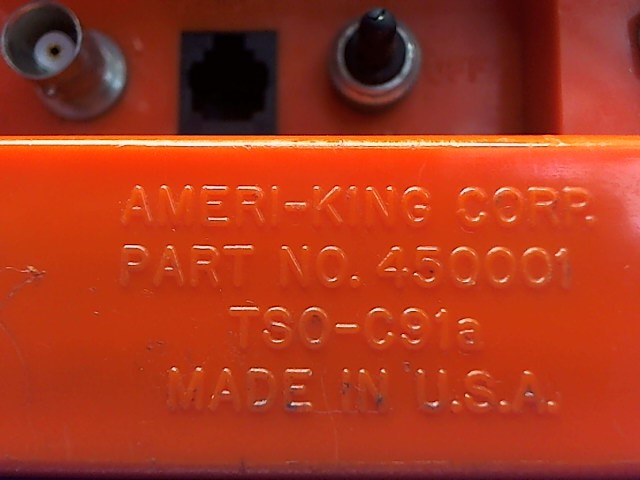 AMERI-KING CORP.
PART NO. 450001
TSO-C91a
MADE IN U.S.A.